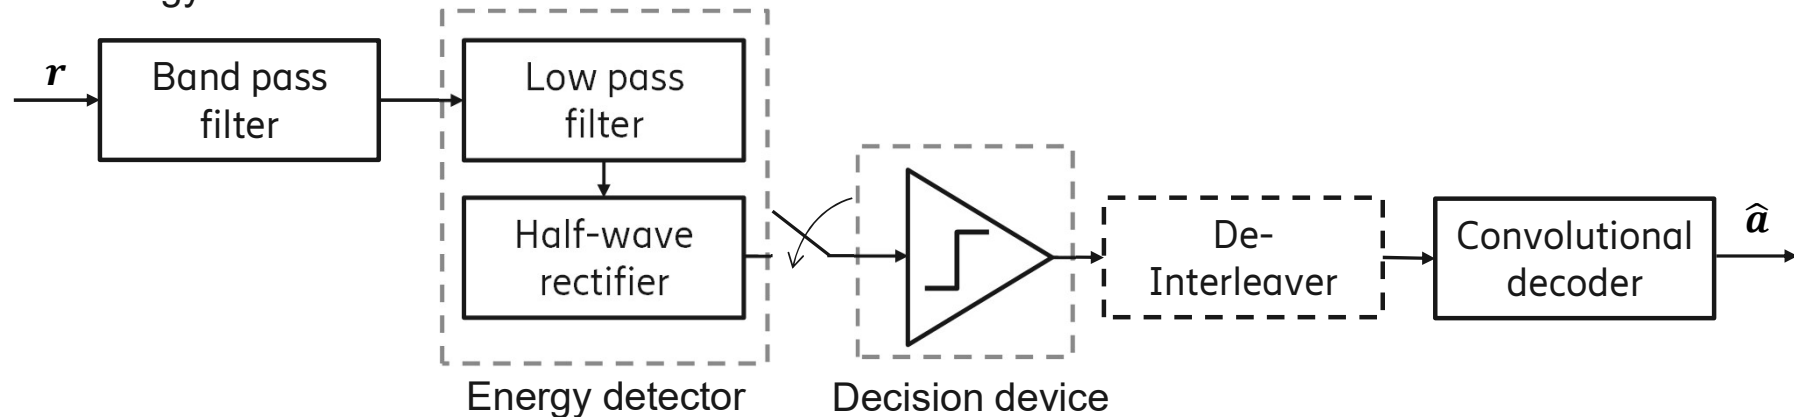 r
Band pass
filter
Low pass
filter
Half-wave
rectifier
Energy detector
Decision device
De-
Interleaver
Convolutional
decoder
â